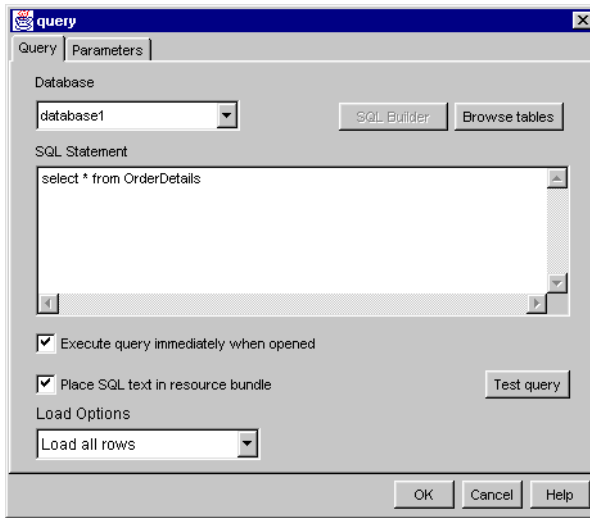 query
Query Parameters
Database
database1 SQL Builder Browse tables
SQL Statement
select * from OrderDetails
Execute query immediately when opened
Place SQL text in resource bundle Test query
Load Options
Load all rows
OK Cancel Help